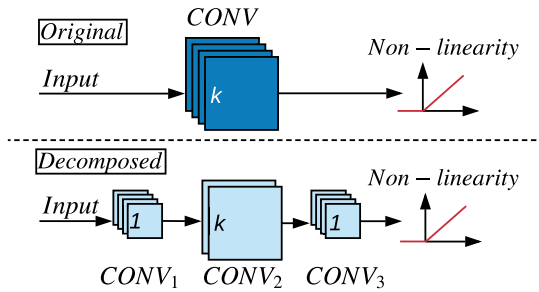 CONV
Original
Non - linearity
Input
k
Decomposed
Non - linearity
Input
1
k
1
CONV₁
CONV₂
CONV₃